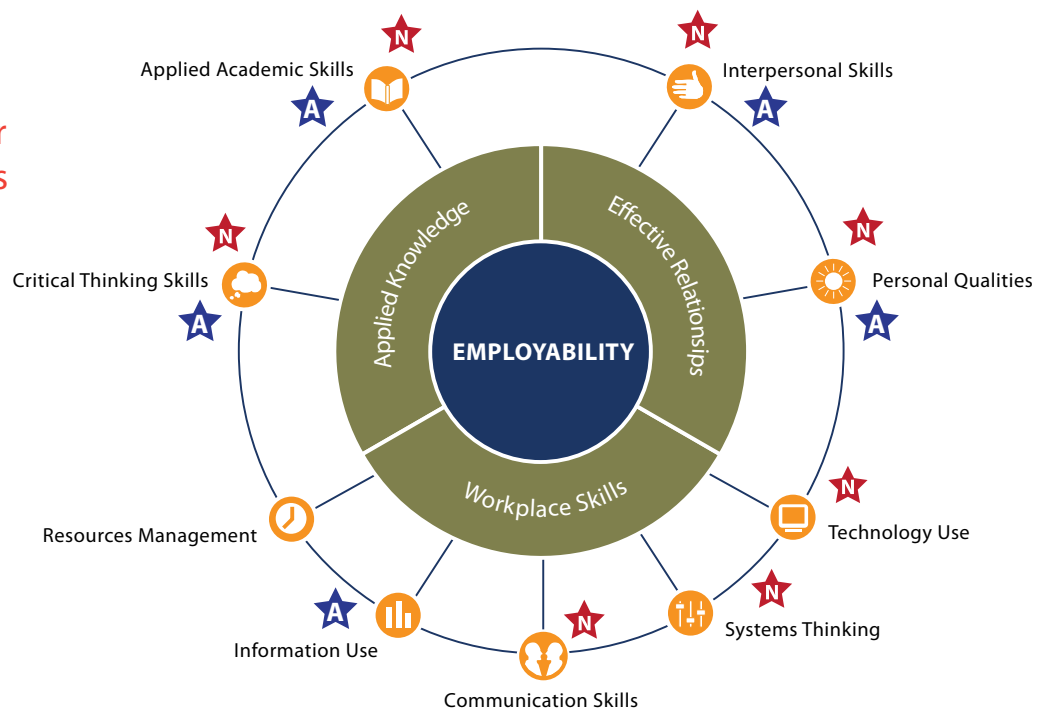 N
N
Applied Academic Skills
Interpersonal Skills
A
A
r
s
N
N
Critical Thinking Skills
Personal Qualities
A
A
Applied Knowledge
Effective Relationsips
EMPLOYABILITY
Workplace Skills
N
Resources Management
Technology Use
N
A
N
Information Use
Systems Thinking
Communication Skills